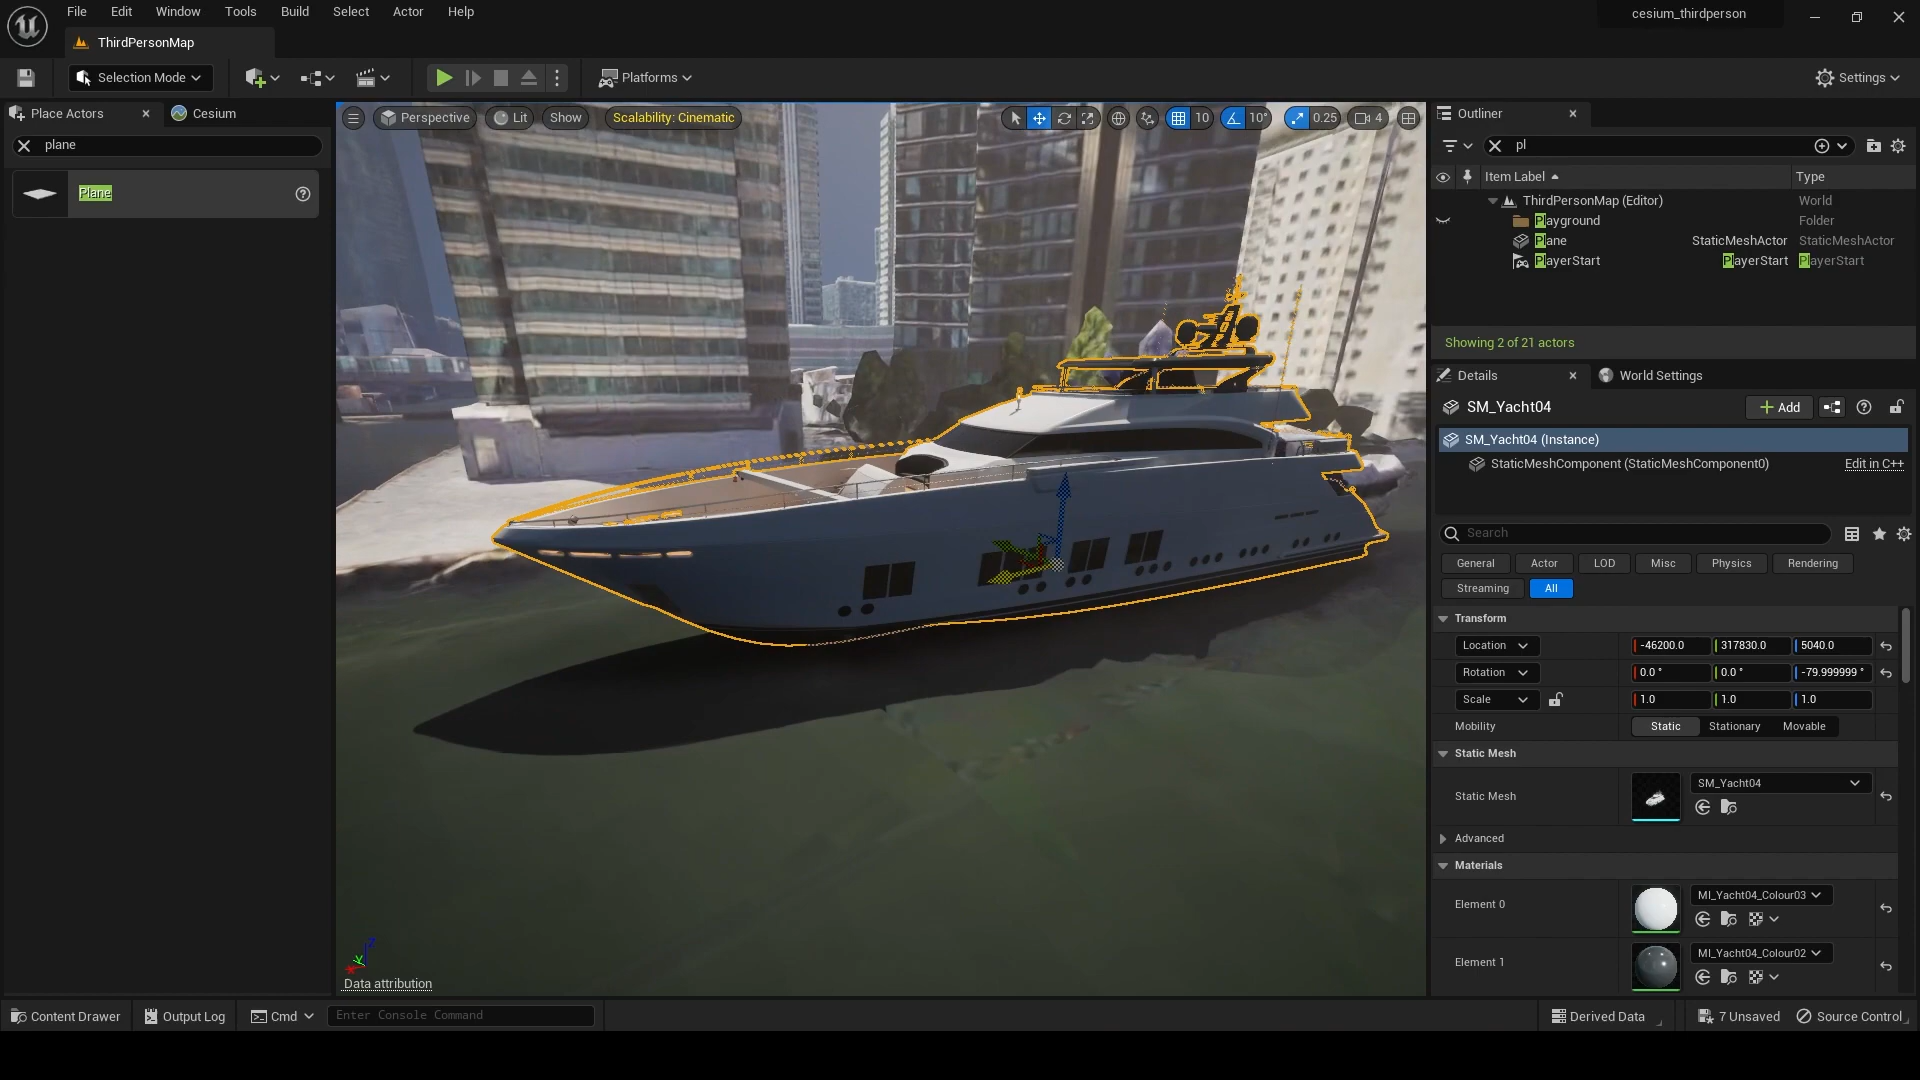 File Edit Window Tools Build Select Actor Help
cesium_thirdperson
ThirdPersonMap
Selection Mode
Platforms
Settings
Place Actors
Cesium
plane
Plane
Perspective
Lit
Show
Scalability: Cinematic
10
10°
0.25
4
Data attribution
Outliner
pl
Item Label
Type
ThirdPersonMap (Editor) World
Playground Folder
Plane StaticMeshActor StaticMeshActor
PlayerStart PlayerStart PlayerStart
Showing 2 of 21 actors
Details
World Settings
SM_Yacht04
Add
SM_Yacht04 (Instance)
StaticMeshComponent (StaticMeshComponent0) Edit in C++
Search
General Actor LOD Misc Physics Rendering
Streaming All
Transform
Location -46200.0 317830.0 5040.0
Rotation 0.0 ° 0.0 ° -79.999999 °
Scale 1.0 1.0 1.0
Mobility Static Stationary Movable
Static Mesh
Static Mesh SM_Yacht04
Advanced
Materials
Element 0 MI_Yacht04_Colour03
Element 1 MI_Yacht04_Colour02
Content Drawer
Output Log
Cmd
Enter Console Command
Derived Data
7 Unsaved
Source Control
Z
Y
X